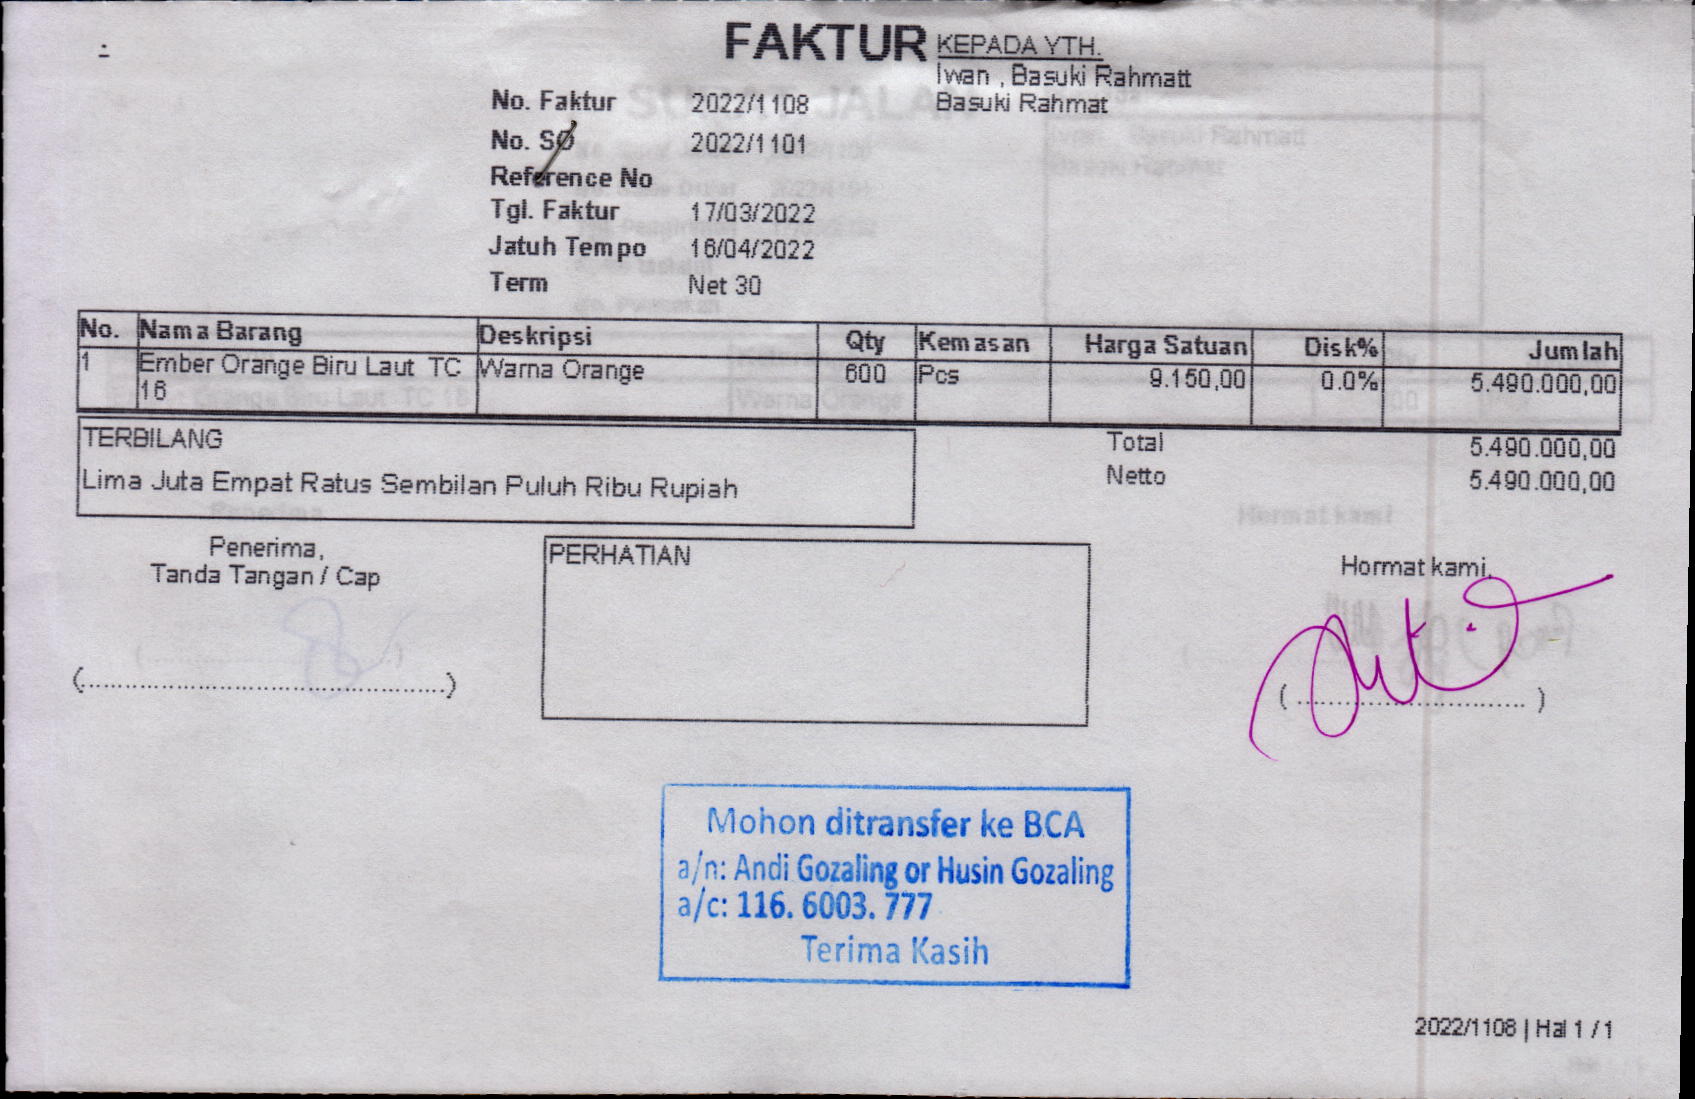 FAKTUR
KEPADA YTH.
Iwan , Basuki Rahmatt
Basuki Rahmat
No. Faktur 2022/1108
No. SO 2022/1101
Reference No
Tgl. Faktur 17/03/2022
Jatuh Tempo 16/04/2022
Term Net 30
No. Nama Barang Deskripsi Qty Kemasan Harga Satuan Disk% Jumlah
1 Ember Orange Biru Laut TC Warna Orange 600 Pcs 9.150,00 0.0% 5.490.000,00
16
TERBILANG
Lima Juta Empat Ratus Sembilan Puluh Ribu Rupiah
Total 5.490.000,00
Netto 5.490.000,00
Penerima,
Tanda Tangan / Cap
PERHATIAN
Hormat kami,
(................................................)
( .............................. )
Mohon ditransfer ke BCA
a/n: Andi Gozaling or Husin Gozaling
a/c: 116. 6003. 777
Terima Kasih
2022/1108 | Hal 1 / 1